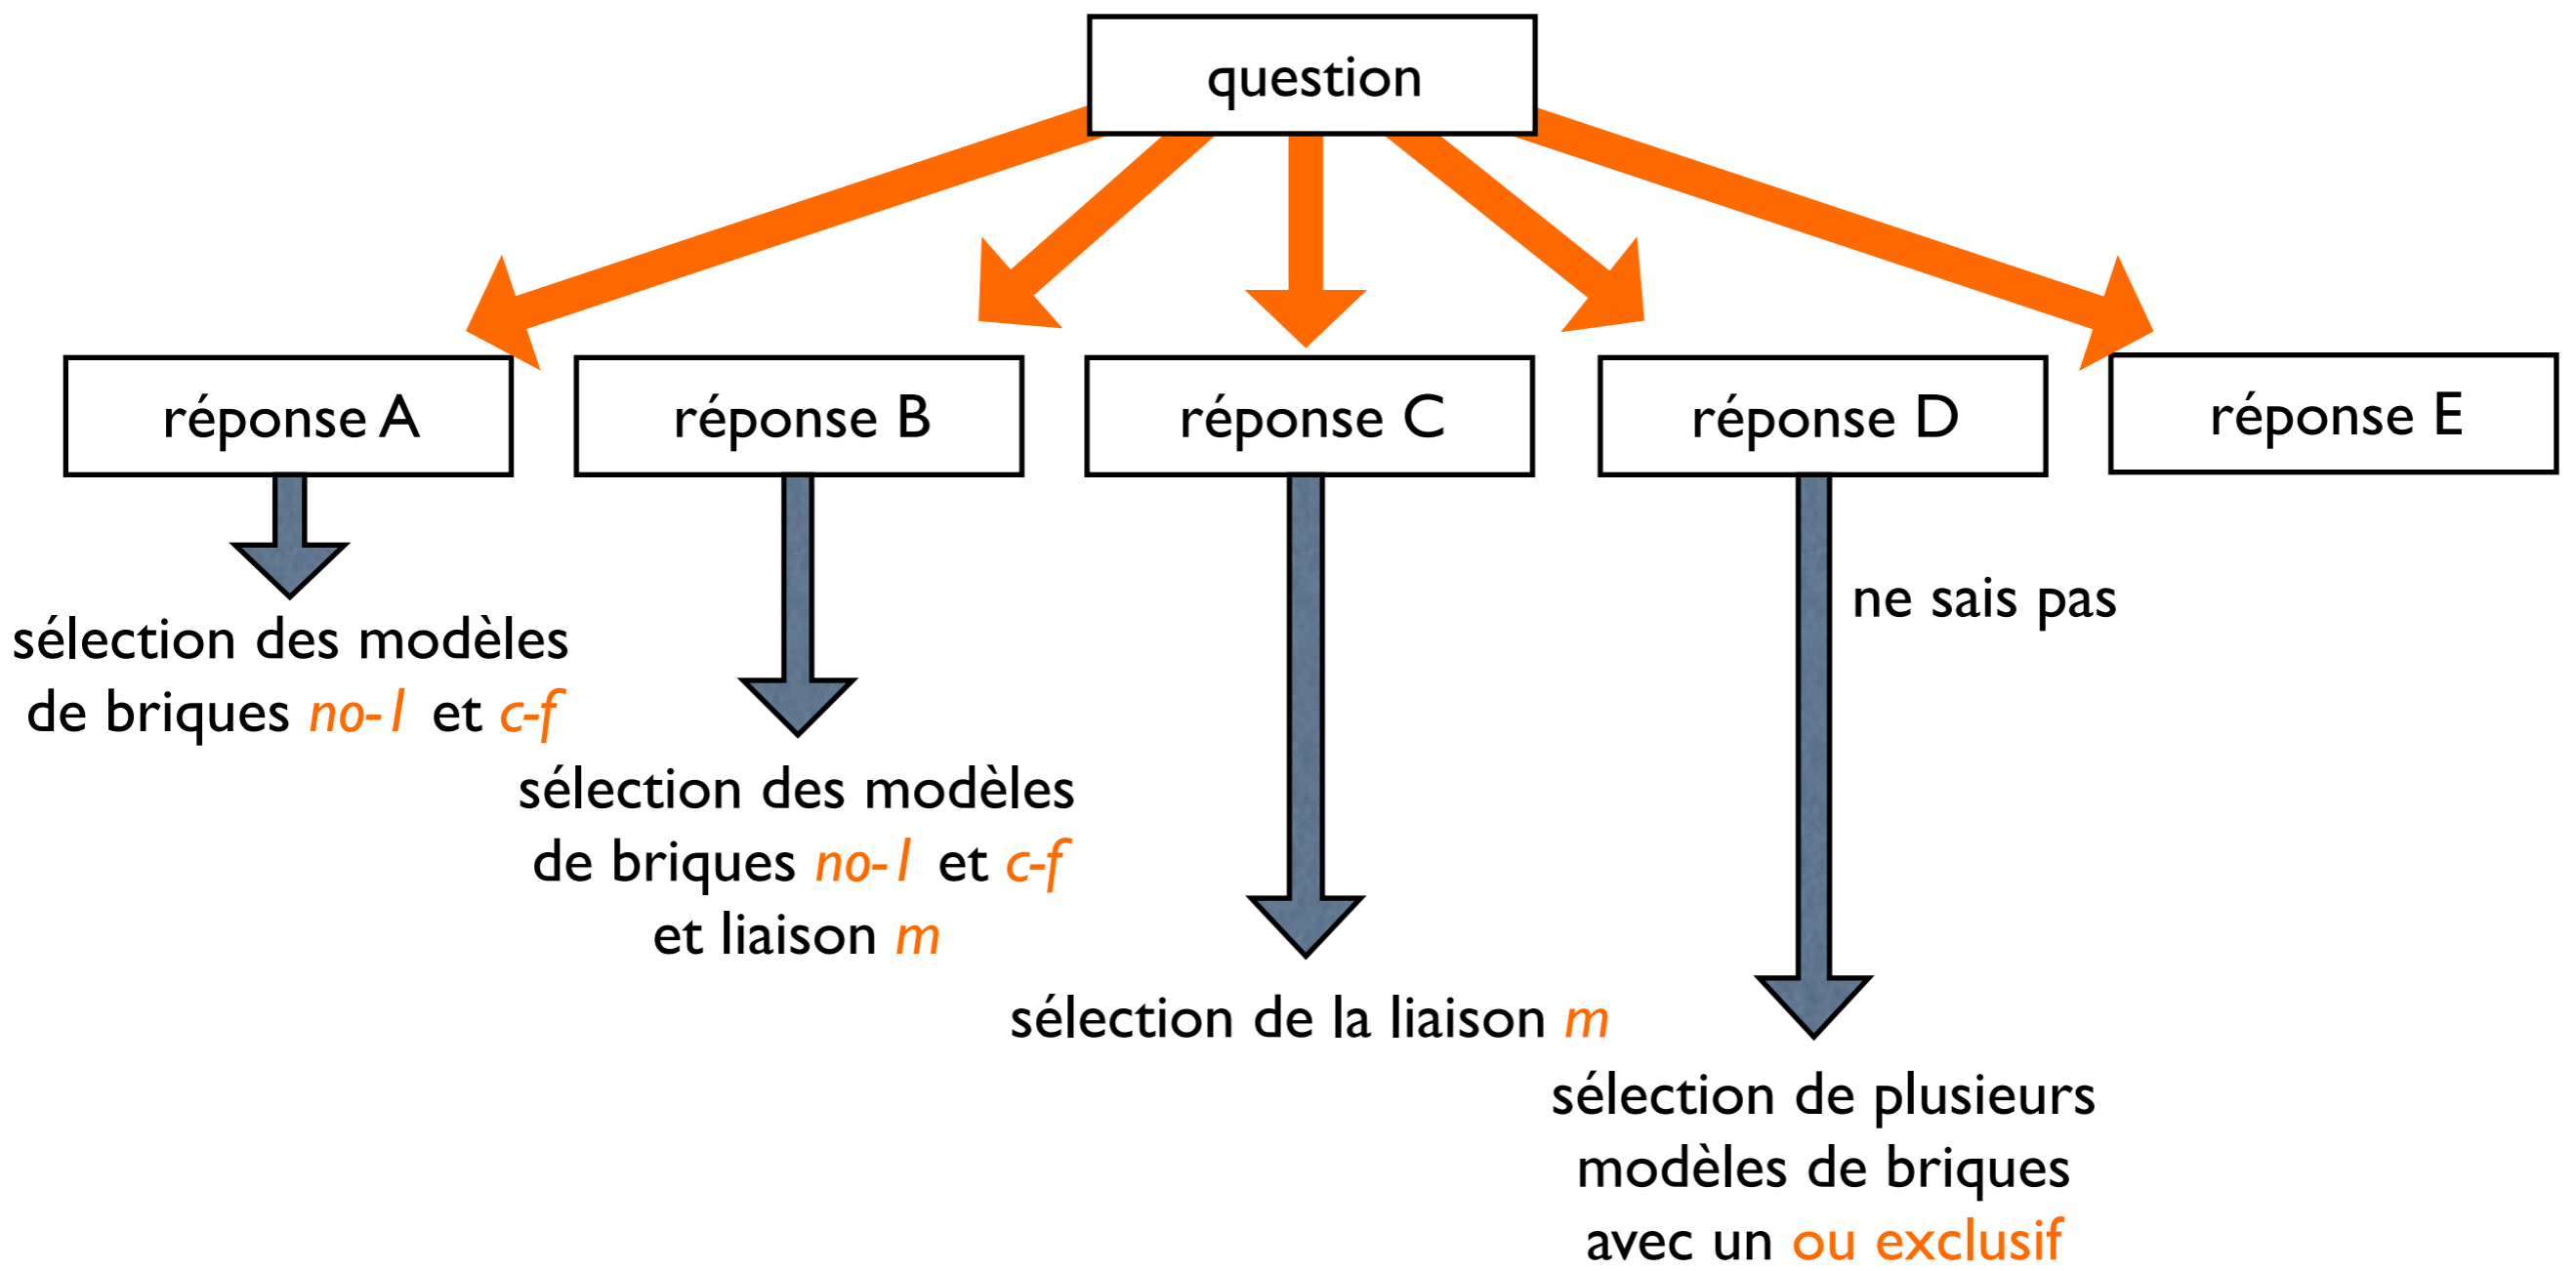 question
réponse A
réponse B
réponse C
réponse D
réponse E
sélection des modèles
de briques no-1 et c-f
sélection des modèles
de briques no-1 et c-f
et liaison m
sélection de la liaison m
ne sais pas
sélection de plusieurs
modèles de briques
avec un ou exclusif